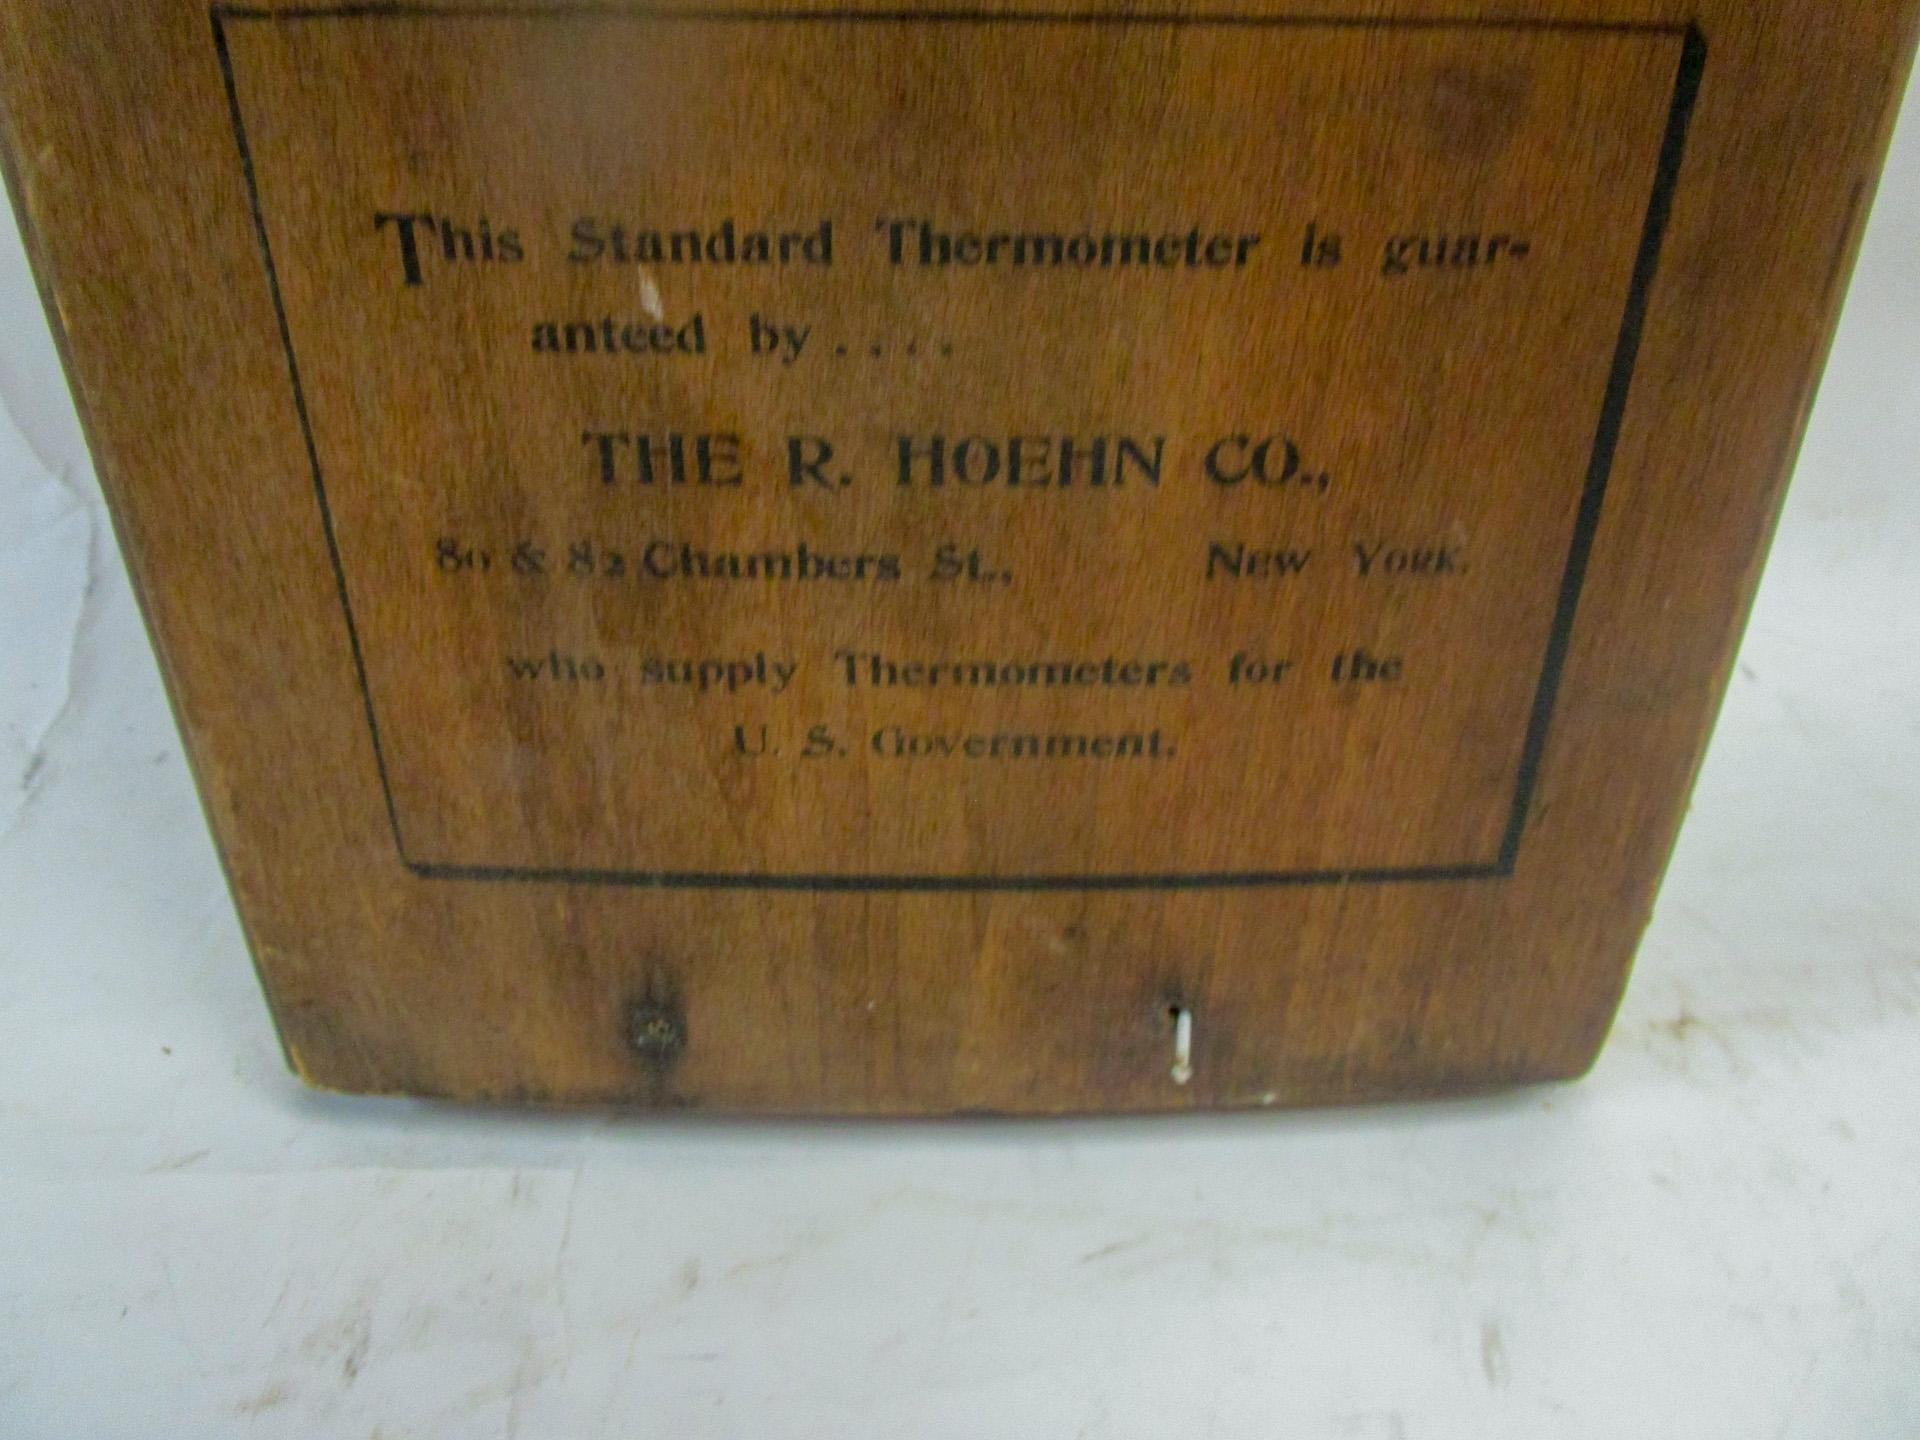 This Standard Thermometer is guar-
anteed by . . . .
THE R. HOEHN CO.,
80 & 82 Chambers St., New York.
who supply Thermometers for the
U. S. Government.